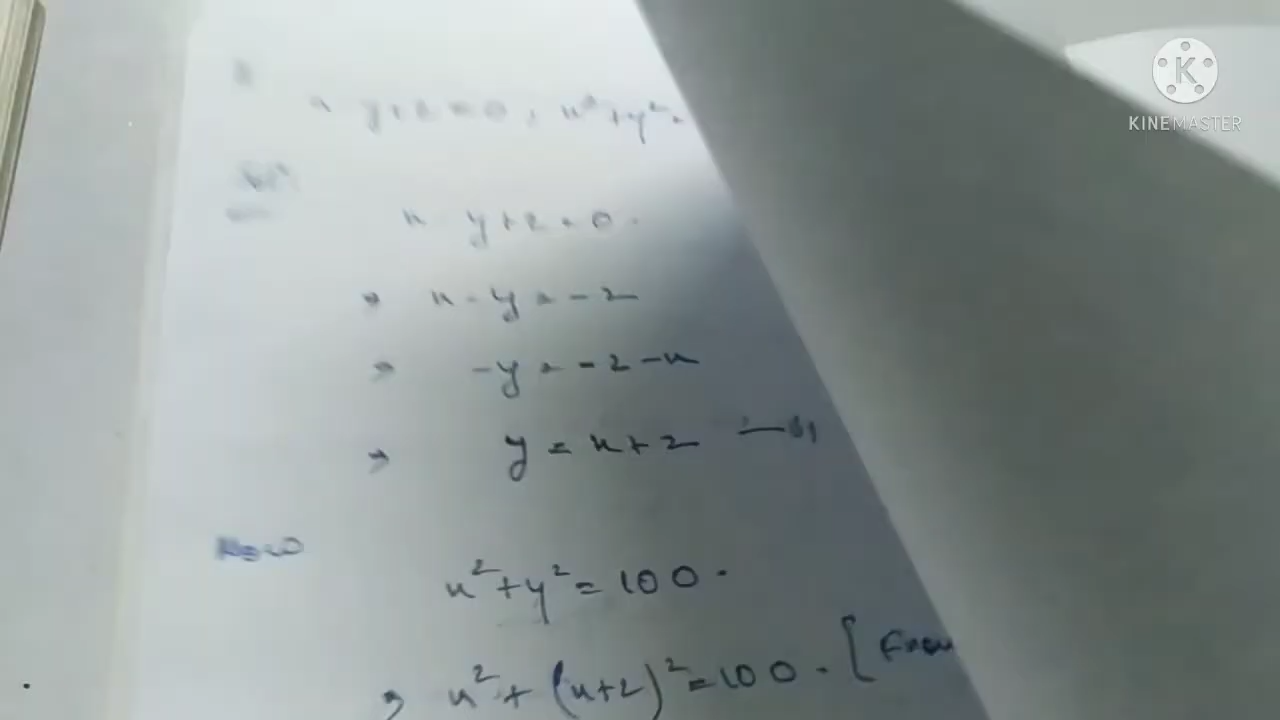 KINEMASTER
y + 2 = 0, x² + y² =
x - y + 2 = 0.
⇒ x - y = -2
⇒ -y = -2 - x
⇒ y = x + 2 —
Now
x² + y² = 100.
⇒ x² + (x+2)² = 100. [From